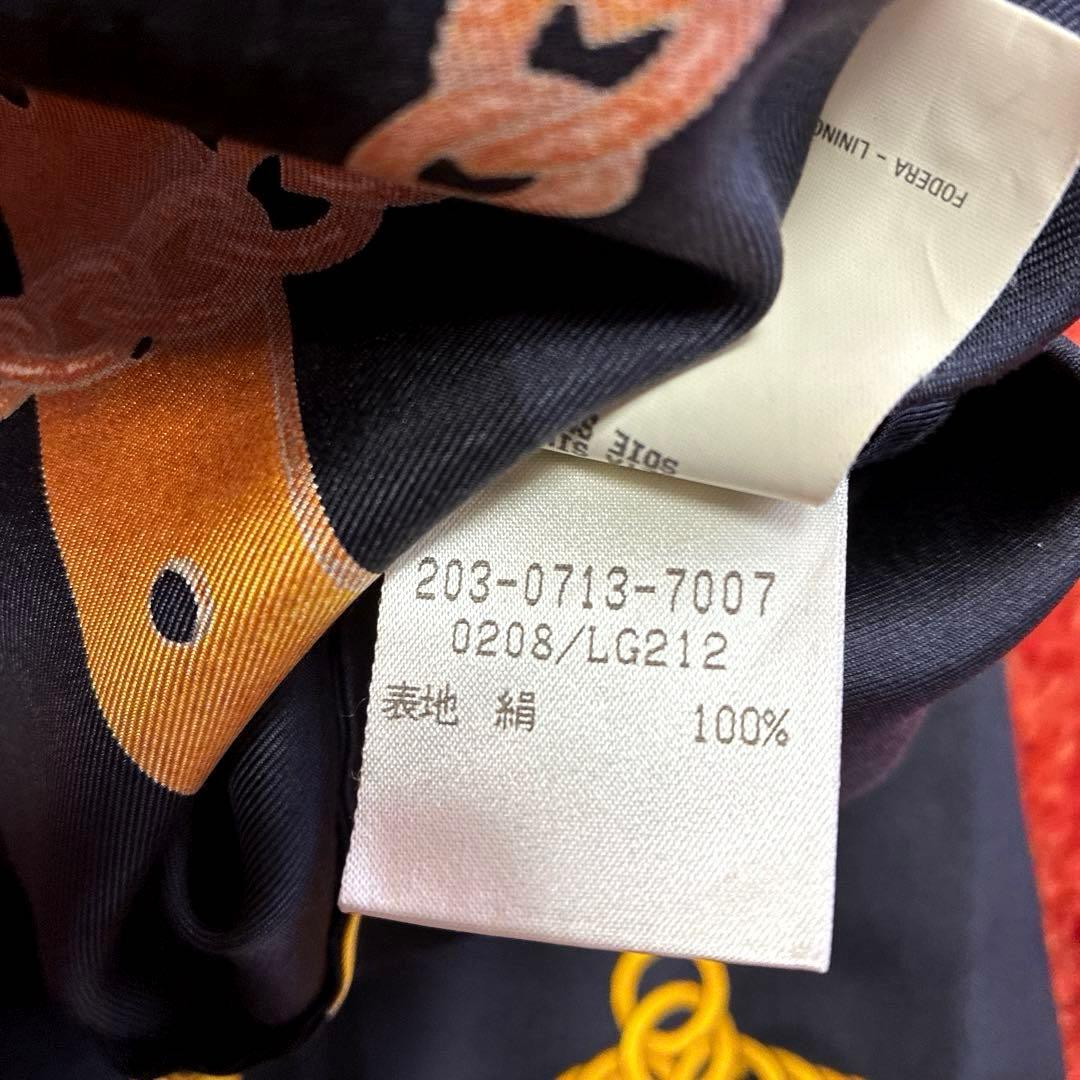 FODERA - LINING
SOIE
203-0713-7007
0208/LG212
表地 絹 100%